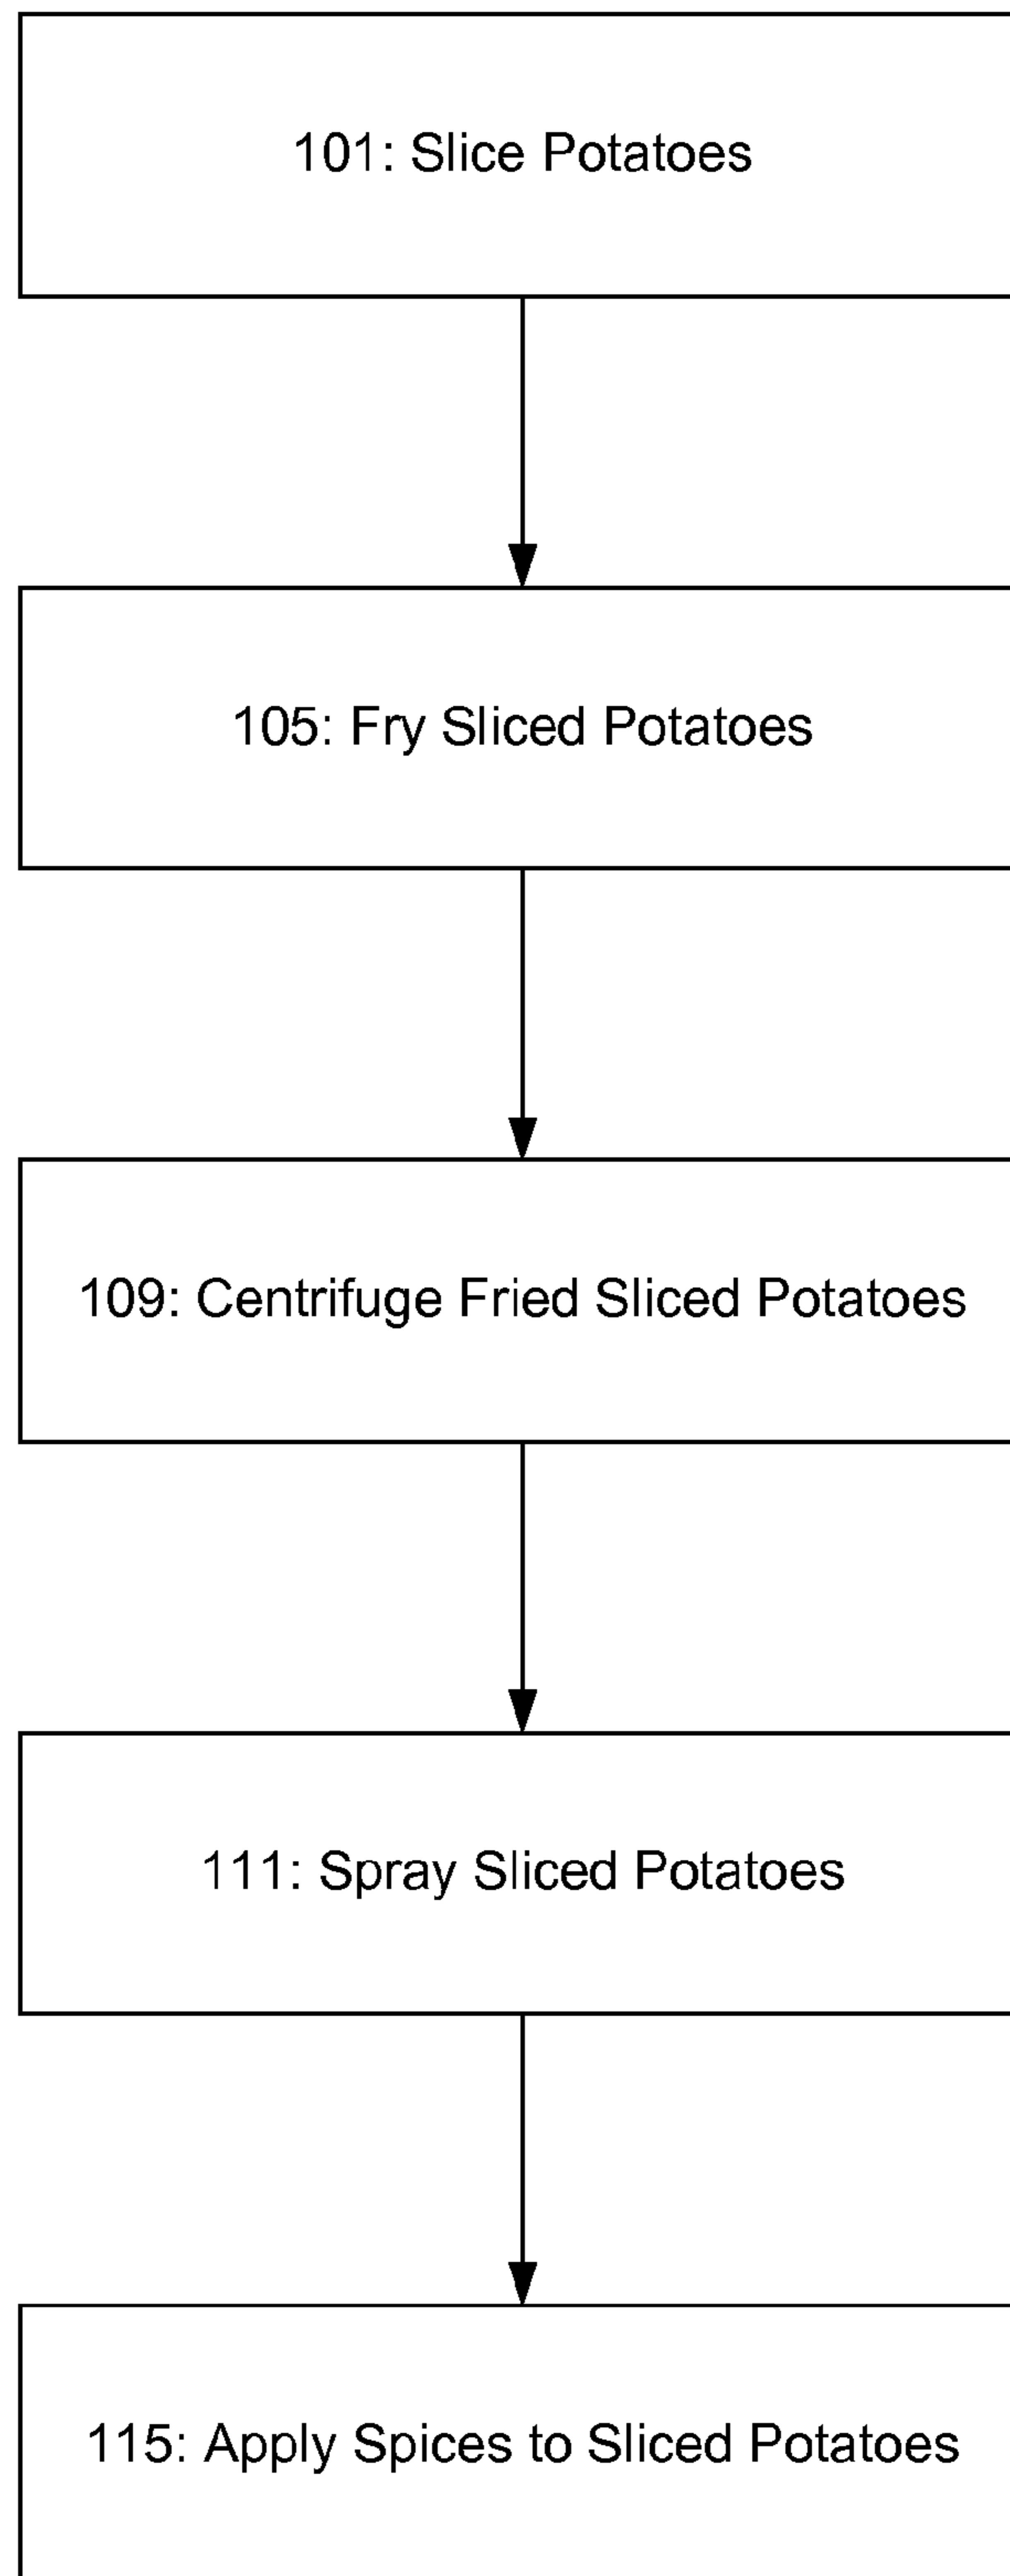 101: Slice Potatoes
105: Fry Sliced Potatoes
109: Centrifuge Fried Sliced Potatoes
111: Spray Sliced Potatoes
115: Apply Spices to Sliced Potatoes